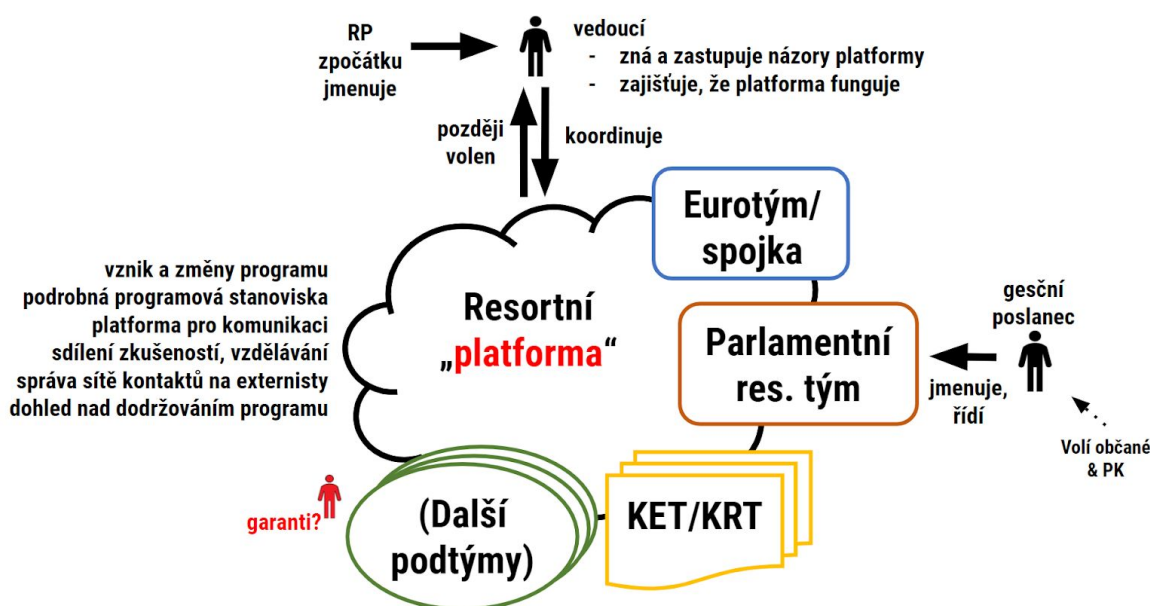 RP
zpočátku
jmenuje
vedoucí
- zná a zastupuje názory platformy
- zajišťuje, že platforma funguje
později
volen
koordinuje
Eurotým/
spojka
vznik a změny programu
podrobná programová stanoviska
platforma pro komunikaci
sdílení zkušeností, vzdělávání
správa sítě kontaktů na externisty
dohled nad dodržováním programu
Resortní
„platforma“
Parlamentní
res. tým
gesční
poslanec
jmenuje,
řídí
Volí občané
& PK
garanti?
(Další
podtýmy)
KET/KRT